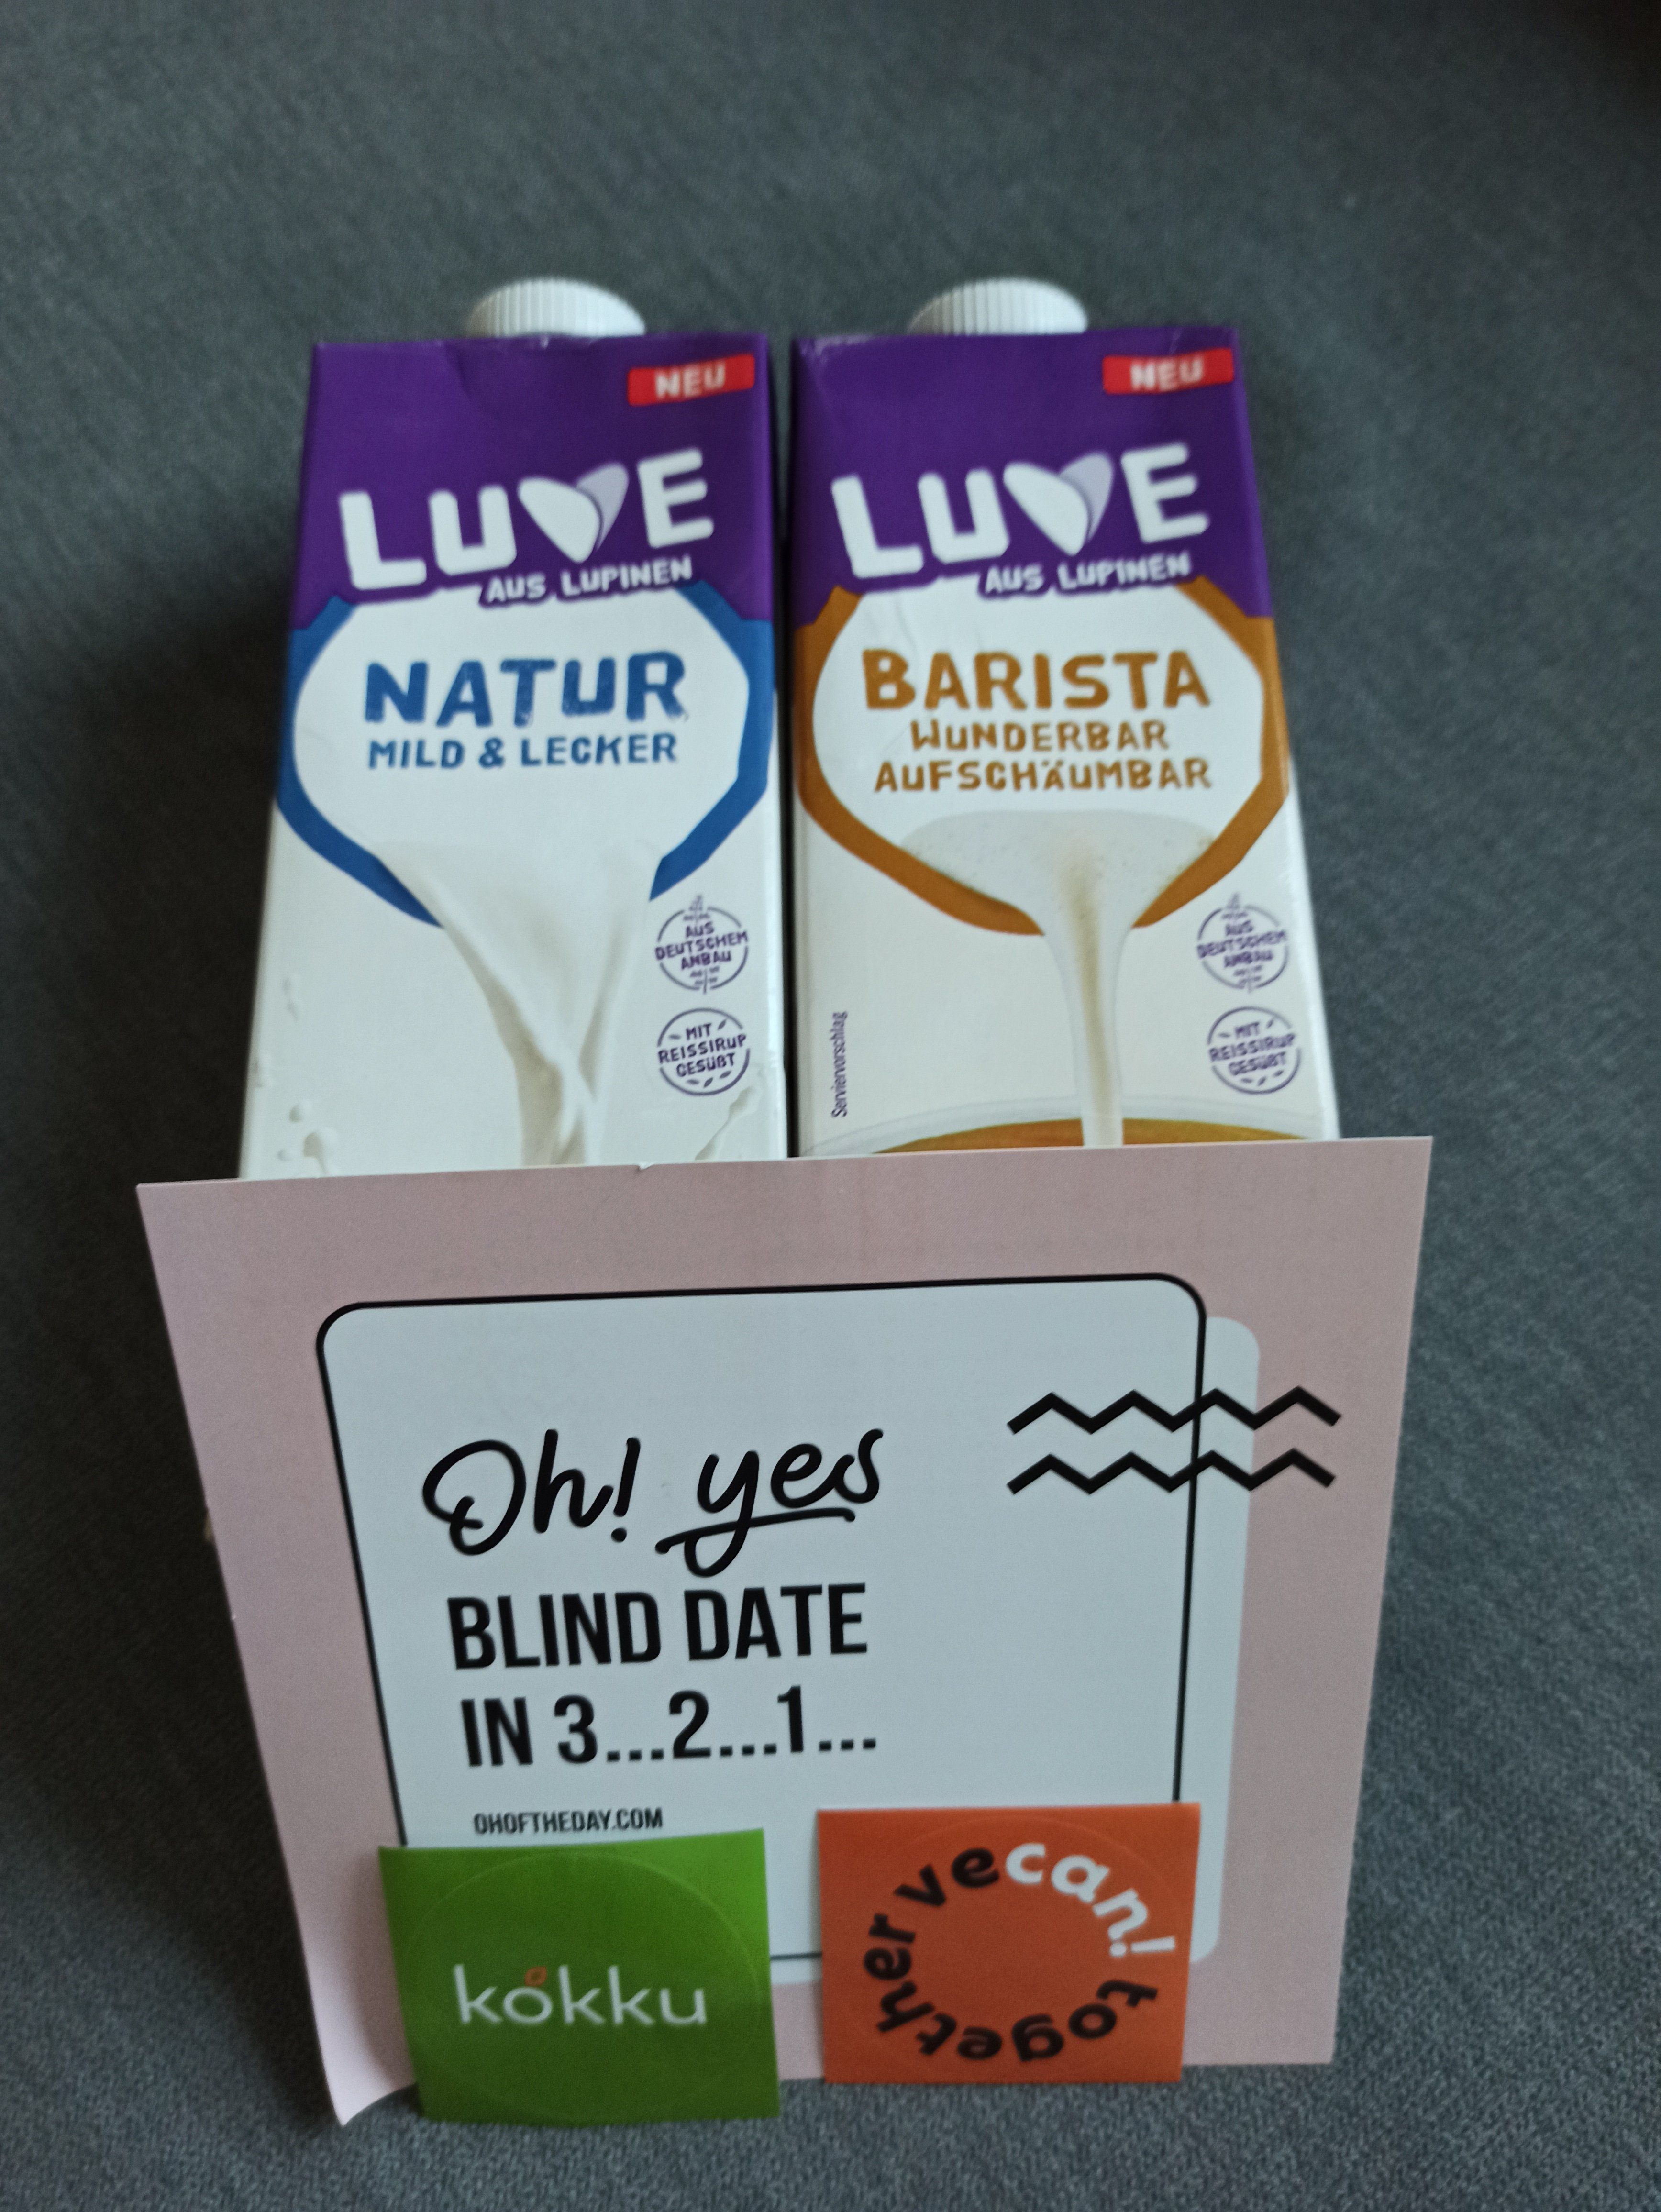 NEU
LUVE
AUS LUPINEN
NATUR
MILD & LECKER
AUS
DEUTSCHEM
ANBAU
MIT
REISSIRUP
GESÜßT
NEU
LUVE
AUS LUPINEN
BARISTA
WUNDERBAR
AUFSCHÄUMBAR
AUS
DEUTSCHEM
ANBAU
MIT
REISSIRUP
GESÜßT
Serviervorschlag
Oh! yes
BLIND DATE
IN 3...2...1...
OHOFTHEDAY.COM
kokku
together vecan!